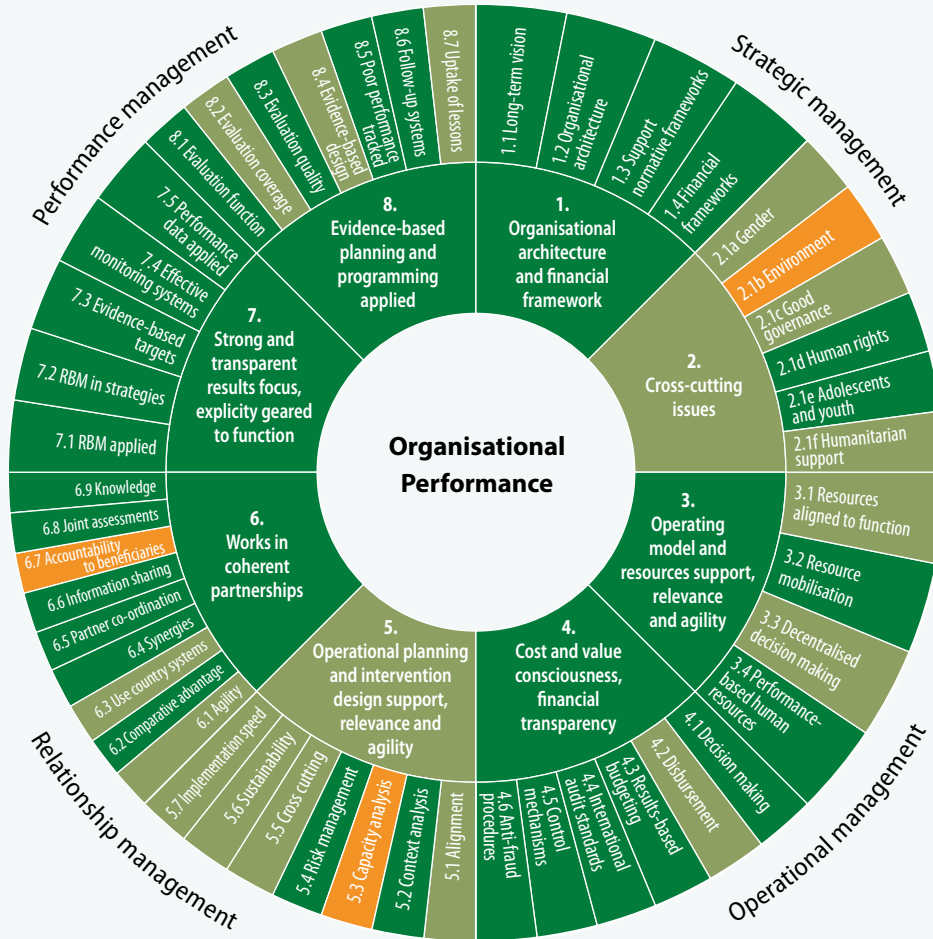 Organisational
Performance
Strategic management
1.
Organisational
architecture
and financial
framework
1.1 Long-term vision
1.2 Organisational
architecture
1.3 Support
normative frameworks
1.4 Financial
frameworks
2.
Cross-cutting
issues
2.1a Gender
2.1b Environment
2.1c Good
governance
2.1d Human rights
2.1e Adolescents
and youth
2.1f Humanitarian
support
Operational management
3.
Operating
model and
resources support,
relevance
and agility
3.1 Resources
aligned to function
3.2 Resource
mobilisation
3.3 Decentralised
decision making
3.4 Performance-
based human
resources
4.
Cost and value
consciousness,
financial
transparency
4.1 Decision making
4.2 Disbursement
4.3 Results-based
budgeting
4.4 International
audit standards
4.5 Control
mechanisms
4.6 Anti-fraud
procedures
Relationship management
5.
Operational planning
and intervention
design support,
relevance and
agility
5.1 Alignment
5.2 Context analysis
5.3 Capacity analysis
5.4 Risk management
5.5 Cross cutting
5.6 Sustainability
5.7 Implementation speed
6.
Works in
coherent
partnerships
6.1 Agility
6.2 Comparative advantage
6.3 Use country systems
6.4 Synergies
6.5 Partner co-ordination
6.6 Information sharing
6.7 Accountability
to beneficiaries
6.8 Joint assessments
6.9 Knowledge
Performance management
7.
Strong and
transparent
results focus,
explicity geared
to function
7.1 RBM applied
7.2 RBM in strategies
7.3 Evidence-based
targets
7.4 Effective
monitoring systems
7.5 Performance
data applied
8.
Evidence-based
planning and
programming
applied
8.1 Evaluation function
8.2 Evaluation coverage
8.3 Evaluation quality
8.4 Evidence-based
design
8.5 Poor performance
tracked
8.6 Follow-up systems
8.7 Uptake of lessons